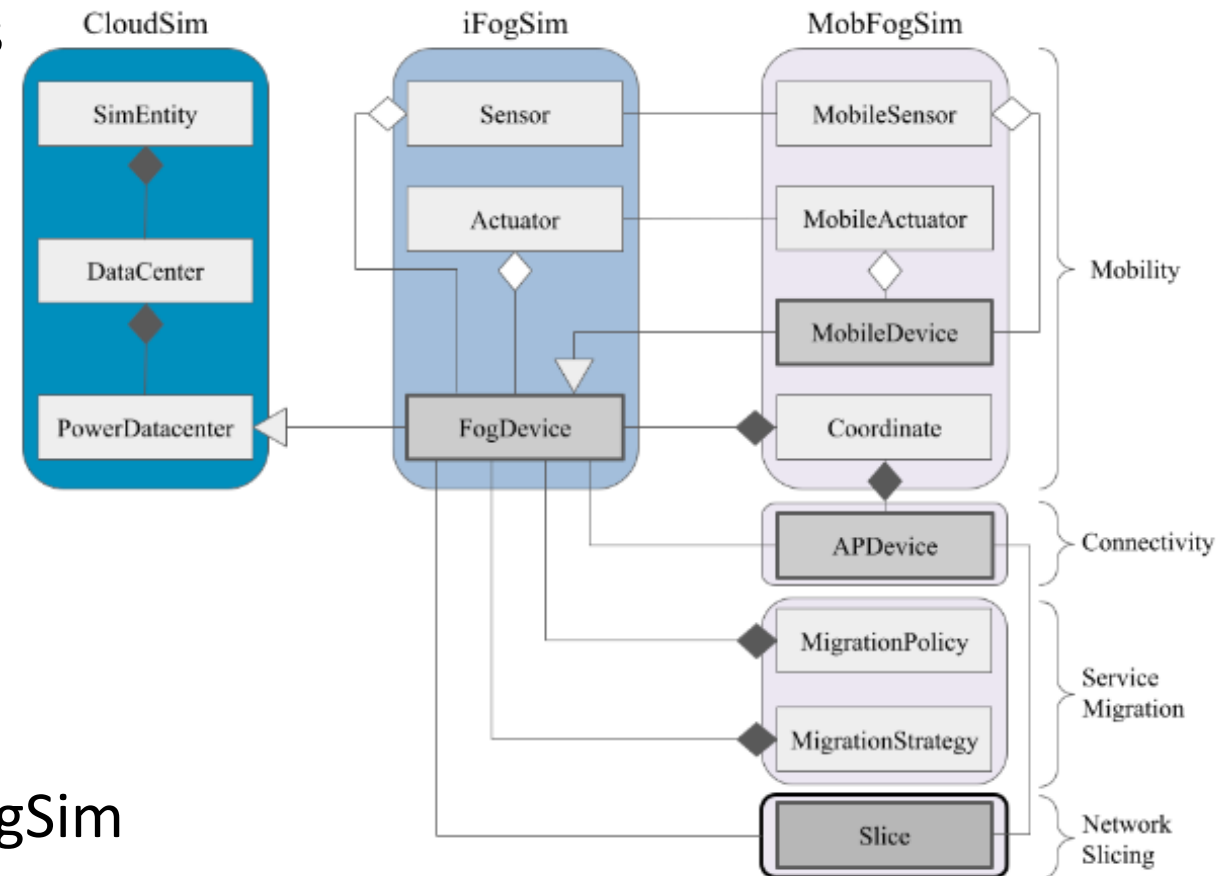 CloudSim
iFogSim
MobFogSim
SimEntity
DataCenter
PowerDatacenter
Sensor
Actuator
FogDevice
MobileSensor
MobileActuator
MobileDevice
Coordinate
APDevice
MigrationPolicy
MigrationStrategy
Slice
Mobility
Connectivity
Service
Migration
Network
Slicing
gSim